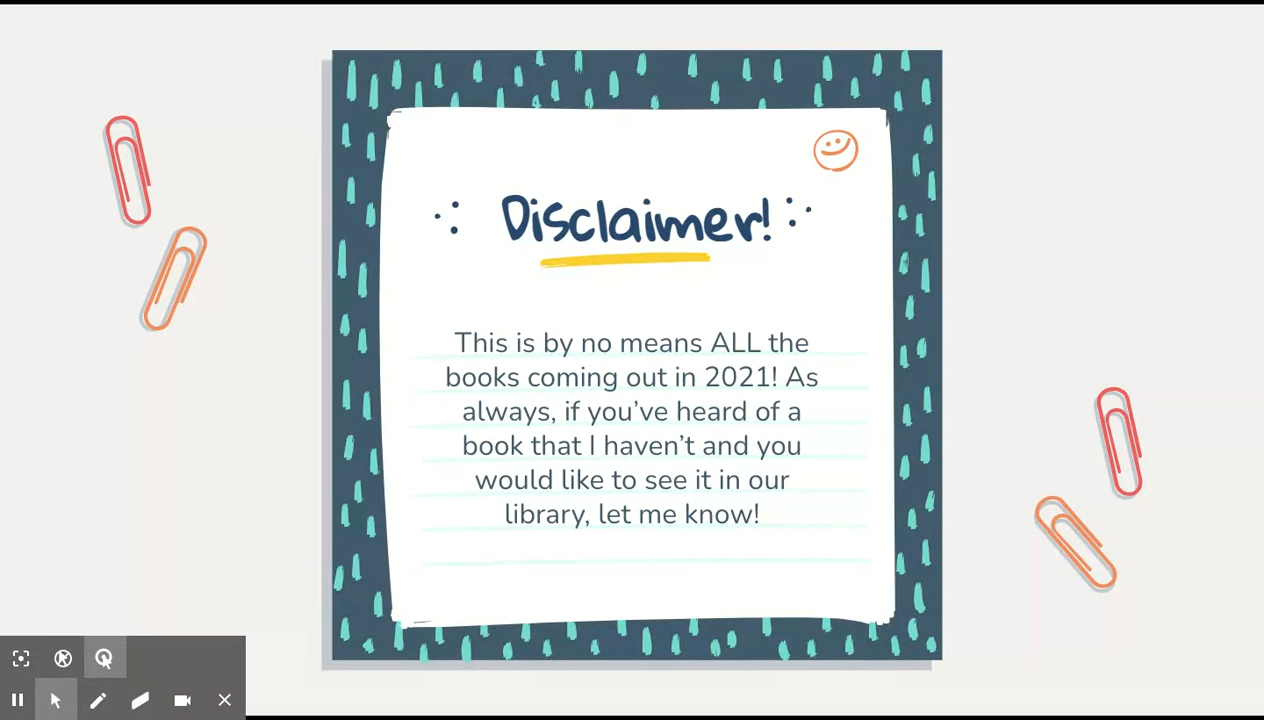 Disclaimer!
This is by no means ALL the
books coming out in 2021! As
always, if you’ve heard of a
book that I haven’t and you
would like to see it in our
library, let me know!